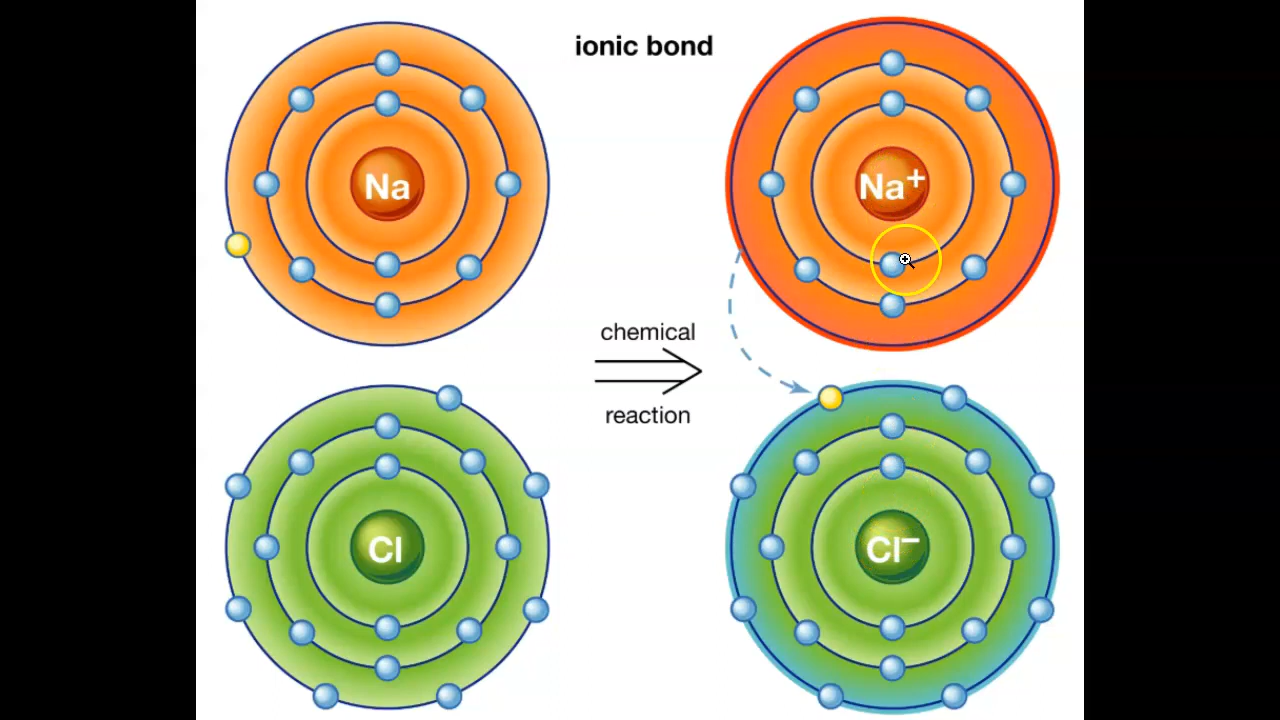 ionic bond
Na
Na⁺
chemical
reaction
Cl
Cl⁻